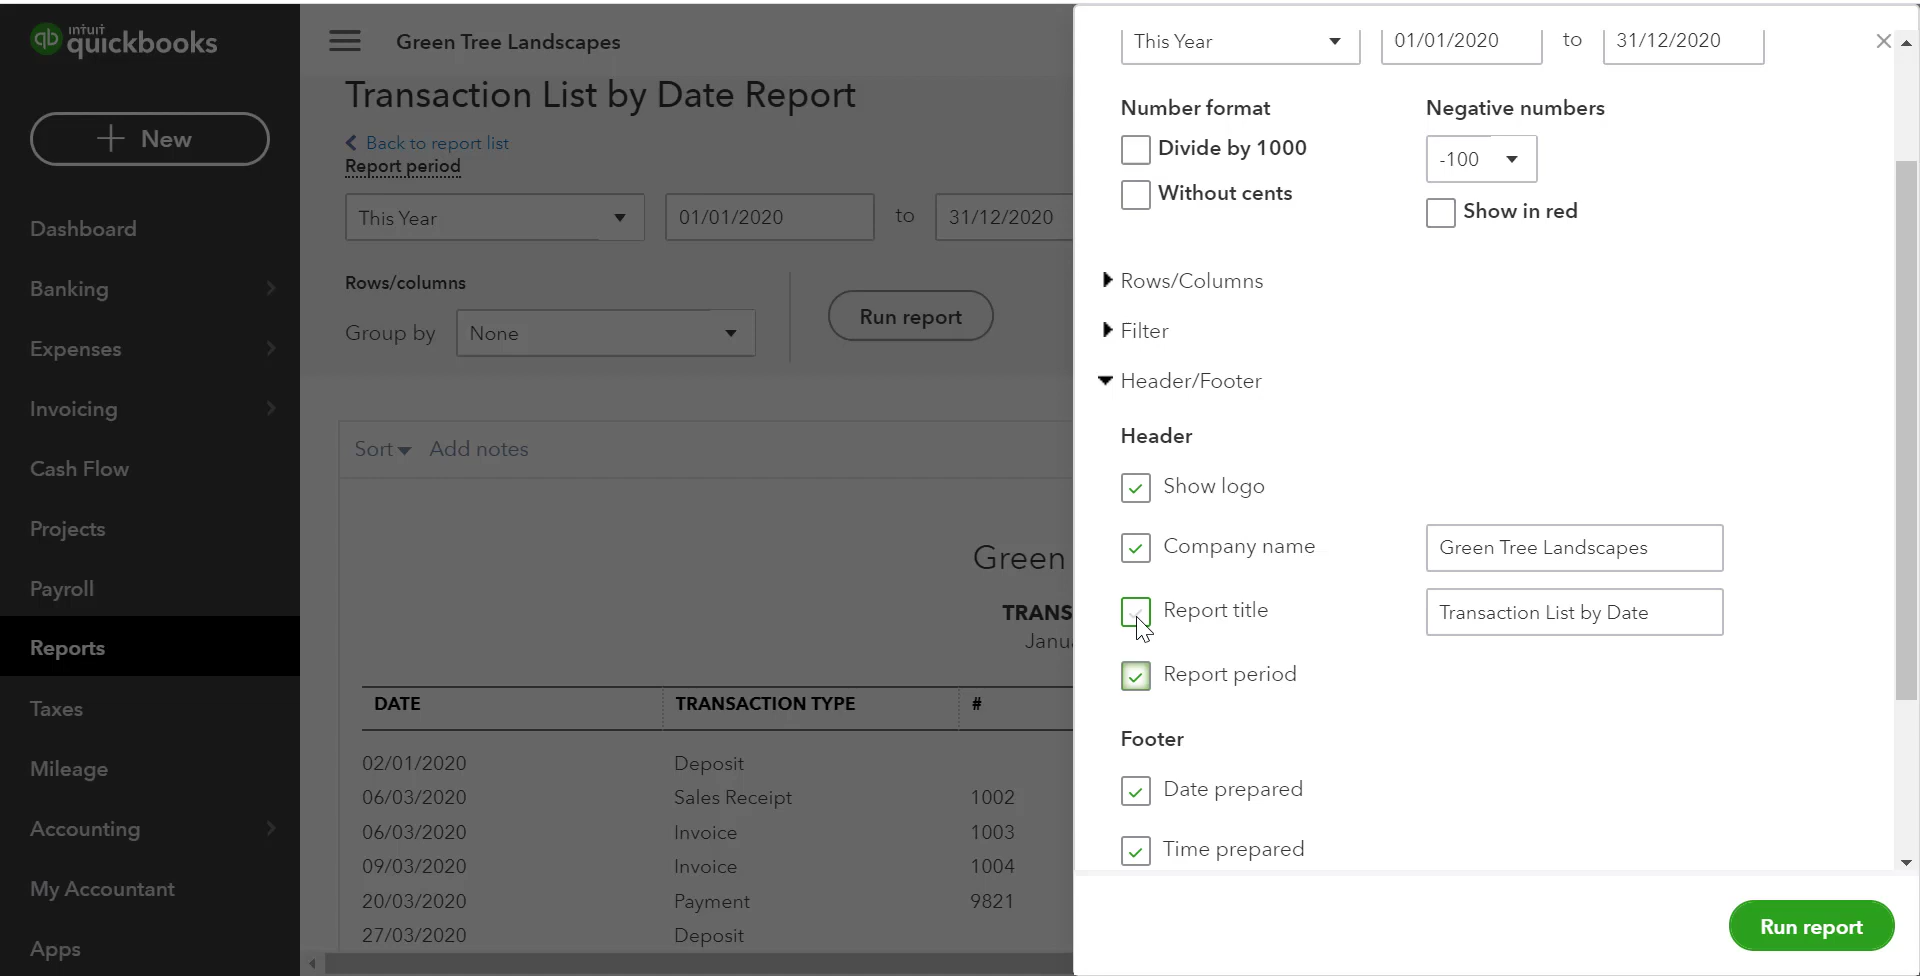 intuit
quickbooks
New
Dashboard
Banking
Expenses
Invoicing
Cash Flow
Projects
Payroll
Reports
Taxes
Mileage
Accounting
My Accountant
Apps
Green Tree Landscapes
Transaction List by Date Report
Back to report list
Report period
This Year 01/01/2020 to 31/12/2020
Rows/columns
Group by None Run report
Sort Add notes
Green
TRANS
Janua
DATE TRANSACTION TYPE #
02/01/2020 Deposit
06/03/2020 Sales Receipt 1002
06/03/2020 Invoice 1003
09/03/2020 Invoice 1004
20/03/2020 Payment 9821
27/03/2020 Deposit
This Year 01/01/2020 to 31/12/2020
Number format Negative numbers
Divide by 1000 -100
Without cents Show in red
Rows/Columns
Filter
Header/Footer
Header
Show logo
Company name Green Tree Landscapes
Report title Transaction List by Date
Report period
Footer
Date prepared
Time prepared
Run report